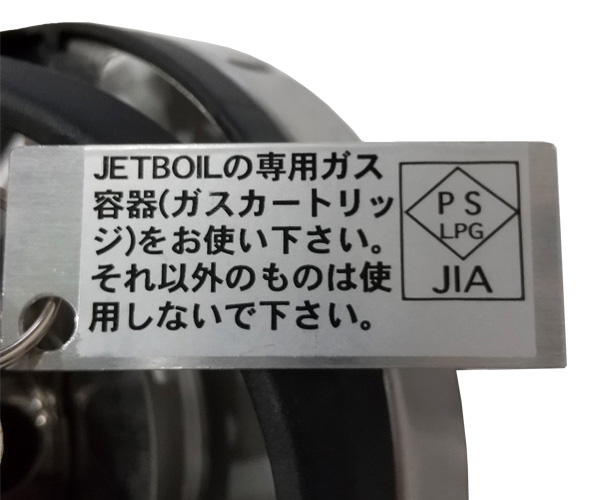 JETBOILの専用ガス
容器(ガスカートリッ
ジ)をお使い下さい。
それ以外のものは使
用しないで下さい。
PS
LPG
JIA